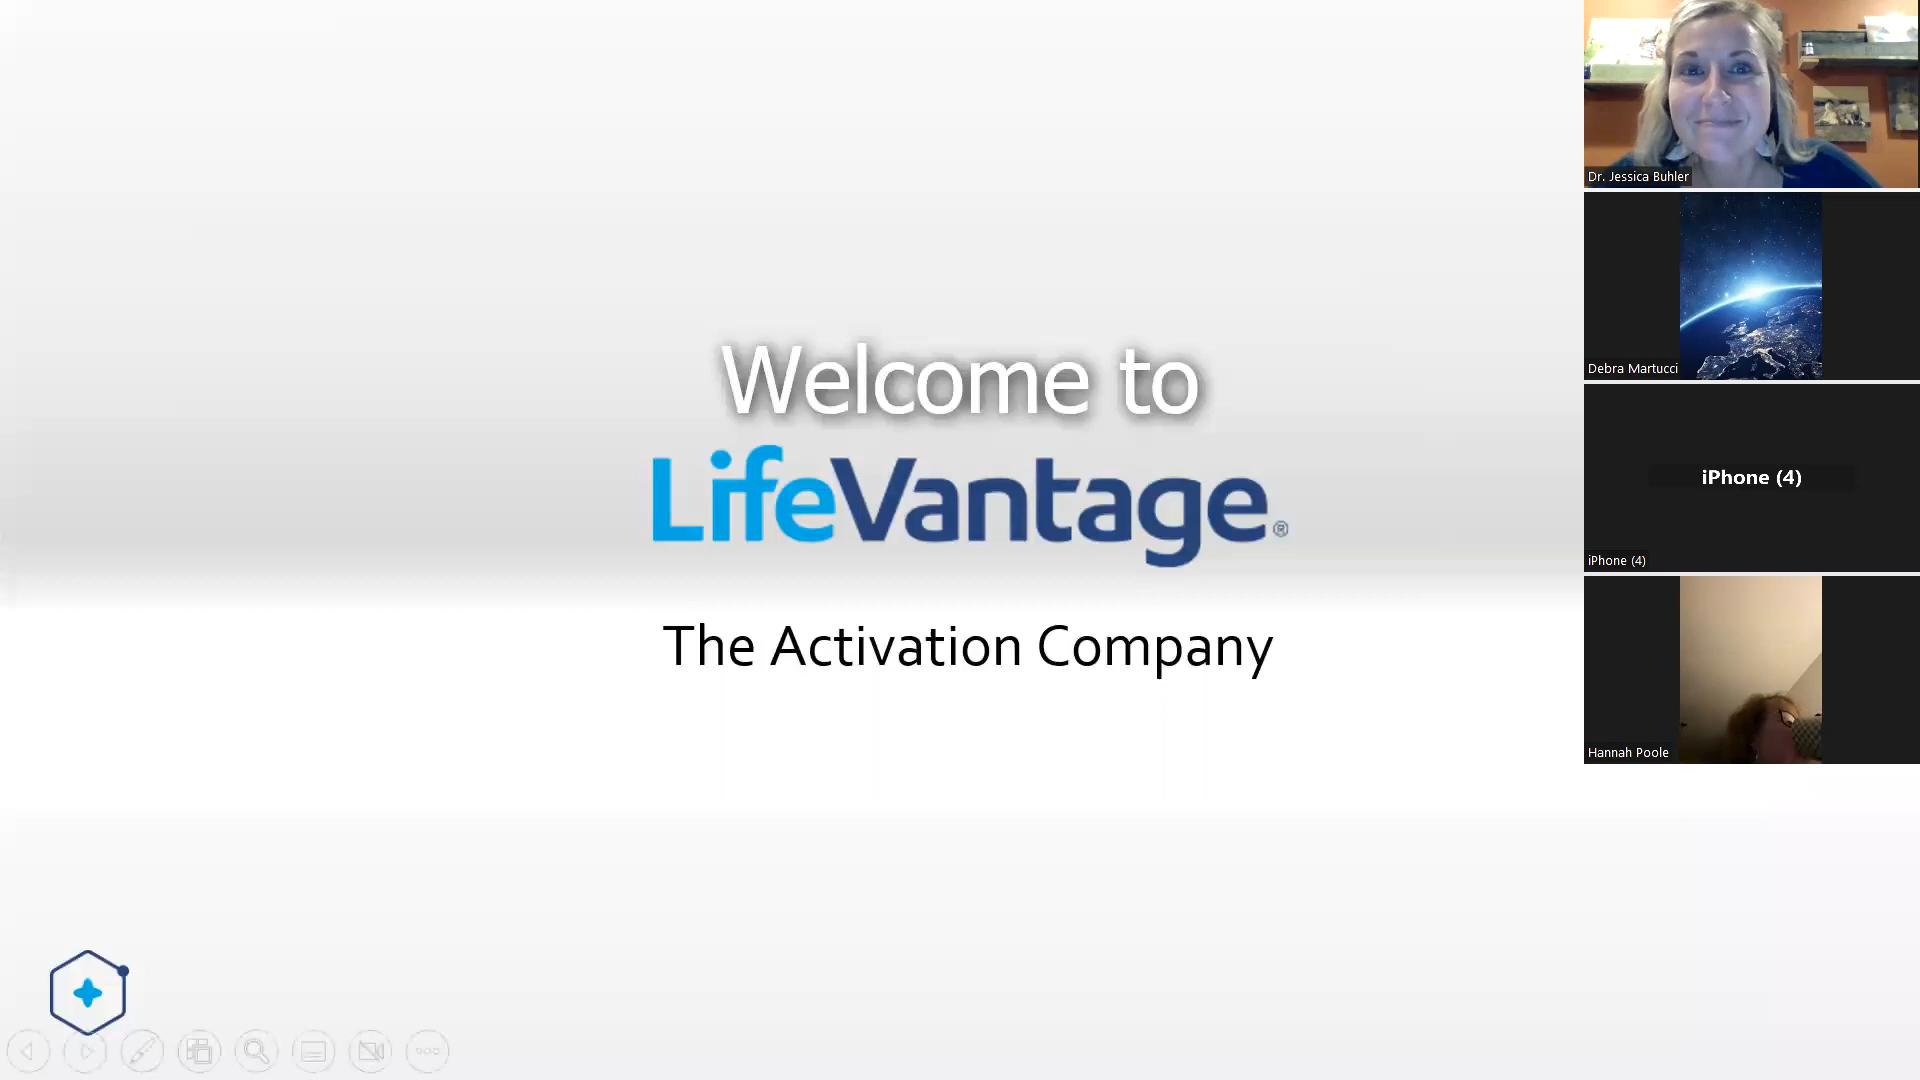 Welcome to
LifeVantage®
The Activation Company
Dr. Jessica Buhler
Debra Martucci
iPhone (4)
iPhone (4)
Hannah Poole